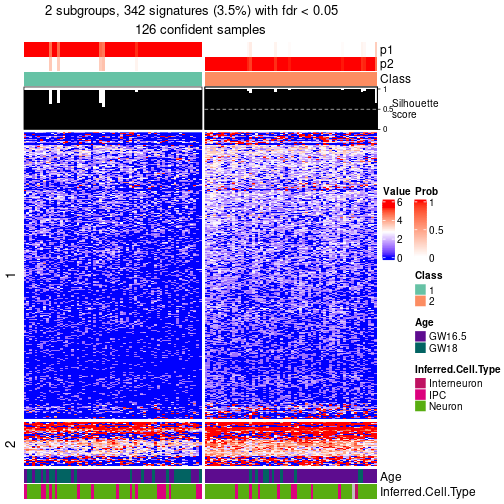 2 subgroups, 342 signatures (3.5%) with fdr < 0.05
126 confident samples
p1
p2
Class
1
0.5
0
Silhouette
score
1
2
Value
6
4
2
0
Prob
1
0.5
0
Class
1
2
Age
GW16.5
GW18
Inferred.Cell.Type
Interneuron
IPC
Neuron
Age
Inferred.Cell.Type